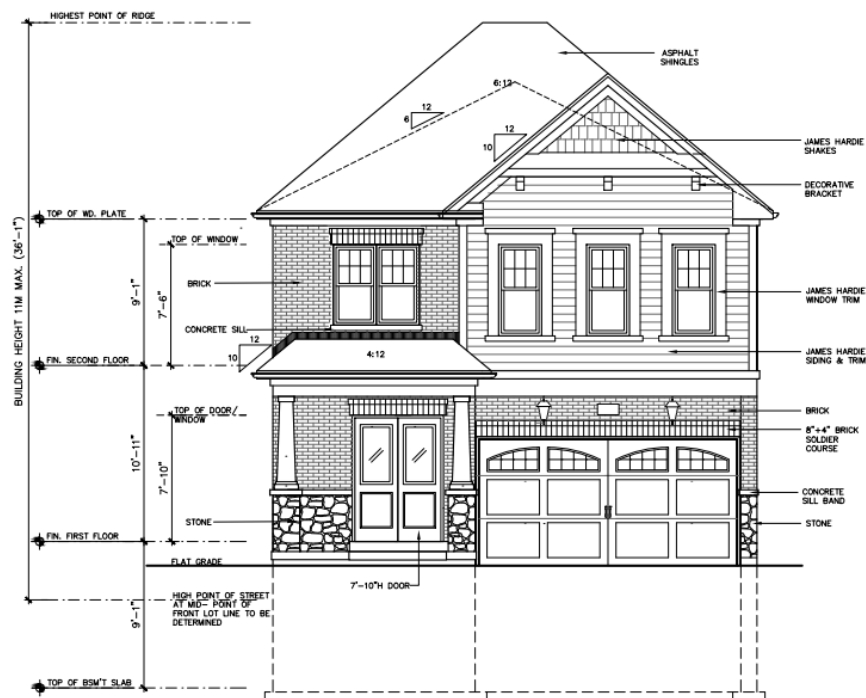 HIGHEST POINT OF RIDGE
ASPHALT
SHINGLES
6:12
12
6
12
10
JAMES HARDIE
SHAKES
DECORATIVE
BRACKET
TOP OF WD. PLATE
TOP OF WINDOW
BRICK
9'-1"
7'-6"
BUILDING HEIGHT 11M MAX. (36'-1")
JAMES HARDIE
WINDOW TRIM
CONCRETE SILL
12
10
4:12
FIN. SECOND FLOOR
JAMES HARDIE
SIDING & TRIM
TOP OF DOOR/
WINDOW
BRICK
8"+4" BRICK
SOLDIER
COURSE
10'-11"
7'-10"
CONCRETE
SILL BAND
STONE
STONE
FIN. FIRST FLOOR
FLAT GRADE
7'-10"H DOOR
HIGH POINT OF STREET
AT MID- POINT OF
FRONT LOT LINE TO BE
DETERMINED
9'-1"
TOP OF BSM'T SLAB